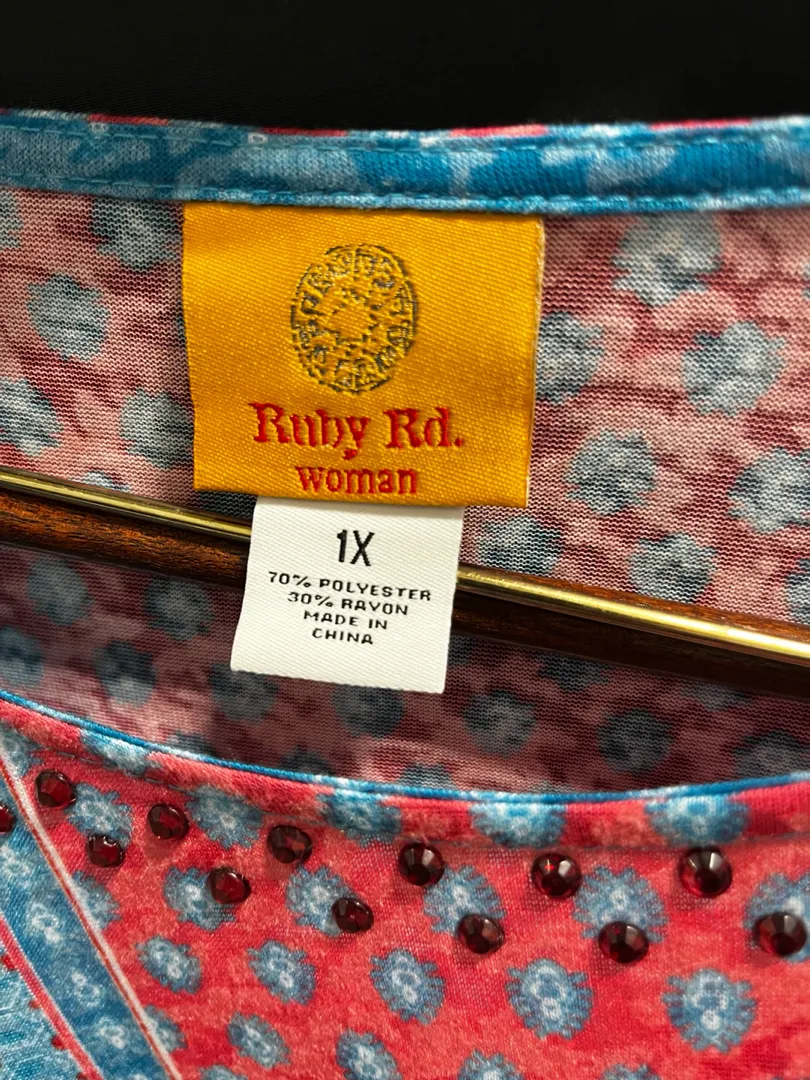 Ruby Rd.
woman
1X
70% POLYESTER
30% RAYON
MADE IN
CHINA